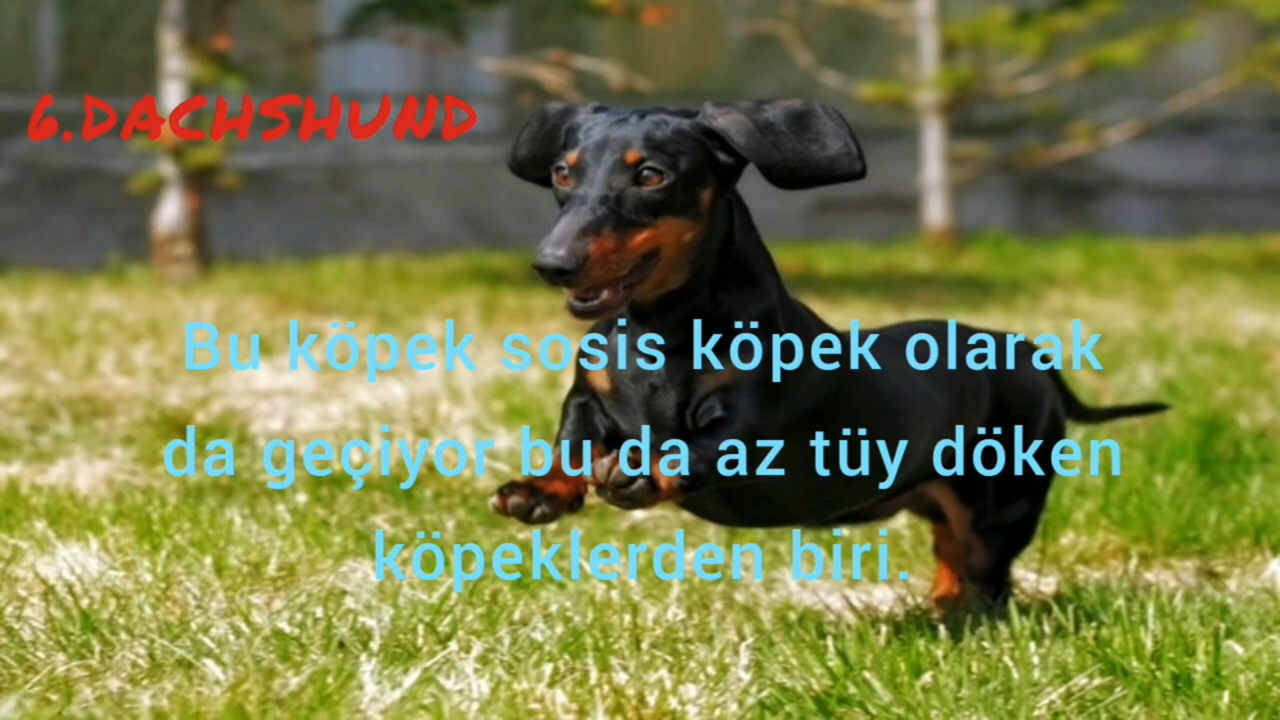 6.DACHSHUND
Bu köpek sosis köpek olarak
da geçiyor bu da az tüy döken
köpeklerden biri.